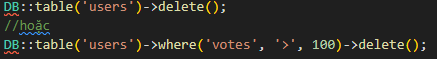 DB::table('users')->delete();
//hoặc
DB::table('users')->where('votes', '>', 100)->delete();